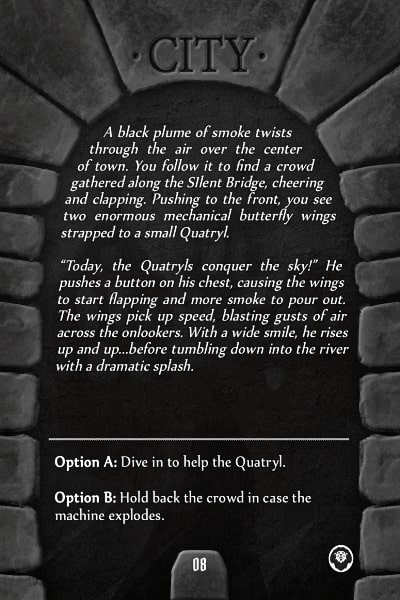 ·CITY·
A black plume of smoke twists
through the air over the center
of town. You follow it to find a crowd
gathered along the SIlent Bridge, cheering
and clapping. Pushing to the front, you see
two enormous mechanical butterfly wings
strapped to a small Quatryl.
“Today, the Quatryls conquer the sky!” He
pushes a button on his chest, causing the wings
to start flapping and more smoke to pour out.
The wings pick up speed, blasting gusts of air
across the onlookers. With a wide smile, he rises
up and up...before tumbling down into the river
with a dramatic splash.
Option A: Dive in to help the Quatryl.
Option B: Hold back the crowd in case the
machine explodes.
08